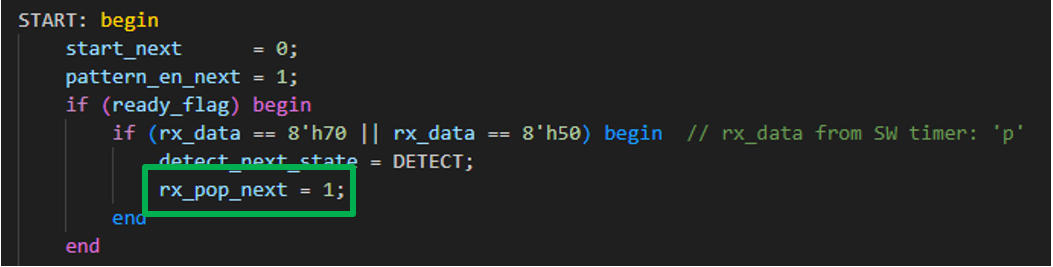 START: begin
start_next = 0;
pattern_en_next = 1;
if (ready_flag) begin
if (rx_data == 8'h70 || rx_data == 8'h50) begin // rx_data from SW timer: 'p'
detect_next_state = DETECT;
rx_pop_next = 1;
end
end